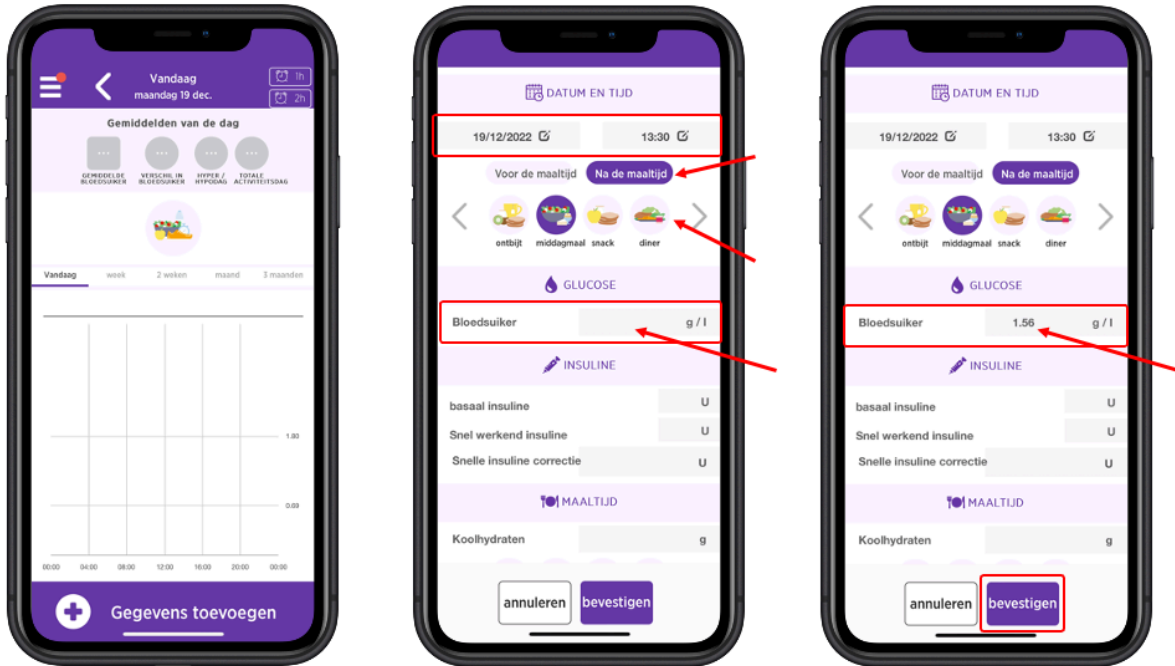 Vandaag
maandag 19 dec.
1h
2h
Gemiddelden van de dag
GEMIDDELDE BLOEDSUIKER
VERSCHIL IN BLOEDSUIKER
HYPER / HYPODAG
TOTALE ACTIVITEITSDAG
Vandaag week 2 weken maand 3 maanden
1.80
0.69
00:00 04:00 08:00 12:00 16:00 20:00 00:00
Gegevens toevoegen
DATUM EN TIJD
19/12/2022 13:30
Voor de maaltijd Na de maaltijd
ontbijt middagmaal snack diner
GLUCOSE
Bloedsuiker g / l
INSULINE
basaal insuline U
Snel werkend insuline U
Snelle insuline correctie U
MAALTIJD
Koolhydraten g
annuleren bevestigen
DATUM EN TIJD
19/12/2022 13:30
Voor de maaltijd Na de maaltijd
ontbijt middagmaal snack diner
GLUCOSE
Bloedsuiker 1.56 g / l
INSULINE
basaal insuline U
Snel werkend insuline U
Snelle insuline correctie U
MAALTIJD
Koolhydraten g
annuleren bevestigen